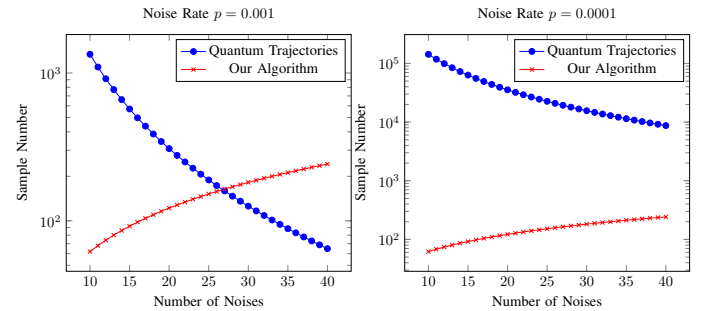 Noise Rate p = 0.001
10^3
10^2
Sample Number
Quantum Trajectories
Our Algorithm
10 15 20 25 30 35 40
Number of Noises
Noise Rate p = 0.0001
10^5
10^4
10^3
10^2
Sample Number
Quantum Trajectories
Our Algorithm
10 15 20 25 30 35 40
Number of Noises